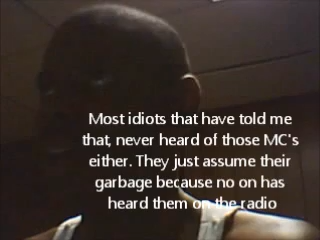 Most idiots that have told me
that, never heard of those MC's
either. They just assume their
garbage because no on has
heard them on the radio